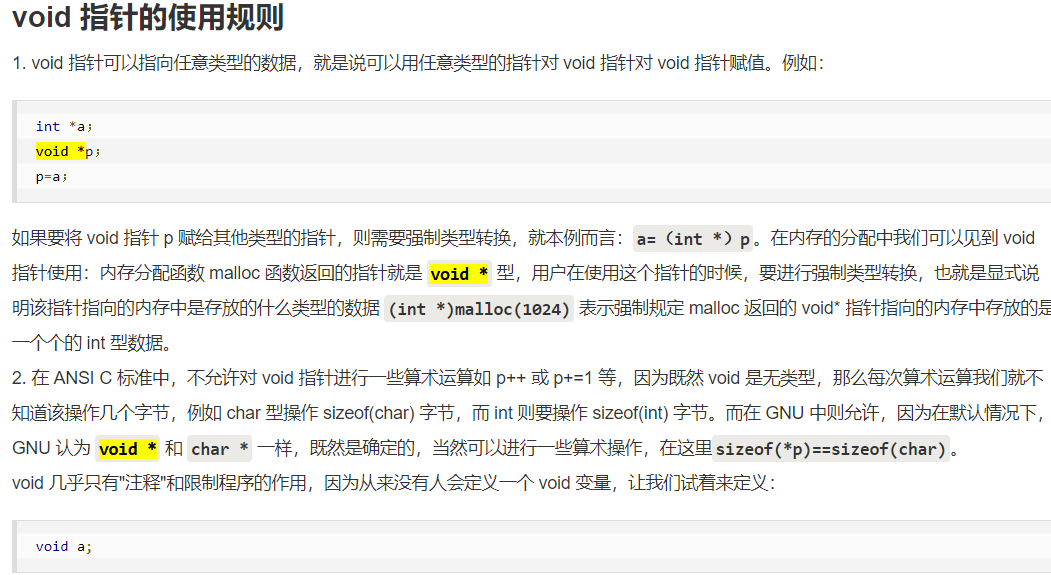 void 指针的使用规则
1. void 指针可以指向任意类型的数据，就是说可以用任意类型的指针对 void 指针对 void 指针赋值。例如：
int *a;
void *p;
p=a;
如果要将 void 指针 p 赋给其他类型的指针，则需要强制类型转换，就本例而言：a=（int *）p。在内存的分配中我们可以见到 void
指针使用：内存分配函数 malloc 函数返回的指针就是 void * 型，用户在使用这个指针的时候，要进行强制类型转换，也就是显式说
明该指针指向的内存中是存放的什么类型的数据 (int *)malloc(1024) 表示强制规定 malloc 返回的 void* 指针指向的内存中存放的是
一个个的 int 型数据。
2. 在 ANSI C 标准中，不允许对 void 指针进行一些算术运算如 p++ 或 p+=1 等，因为既然 void 是无类型，那么每次算术运算我们就不
知道该操作几个字节，例如 char 型操作 sizeof(char) 字节，而 int 则要操作 sizeof(int) 字节。而在 GNU 中则允许，因为在默认情况下，
GNU 认为 void * 和 char * 一样，既然是确定的，当然可以进行一些算术操作，在这里sizeof(*p)==sizeof(char)。
void 几乎只有"注释"和限制程序的作用，因为从来没有人会定义一个 void 变量，让我们试着来定义：
void a;